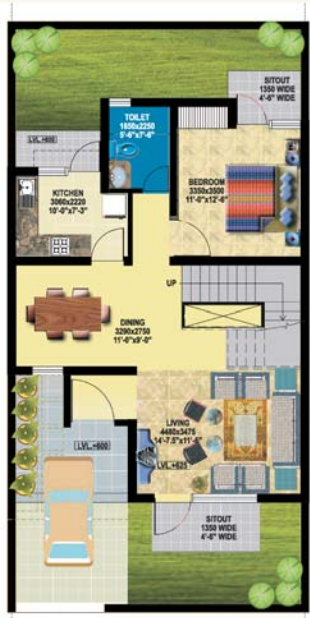 SITOUT
1350 WIDE
4'-6" WIDE
TOILET
1650x2250
5'-6"x7'-6"
LVL.+600
KITCHEN
3060x2220
10'-0"x7'-3"
BEDROOM
3350x3500
11'-0"x12'-6"
UP
DINING
3290x2750
11'-0"x9'-0"
LIVING
4480x3475
14'-7.5"x11'-5"
LVL.+600
LVL.+625
SITOUT
1350 WIDE
4'-6" WIDE